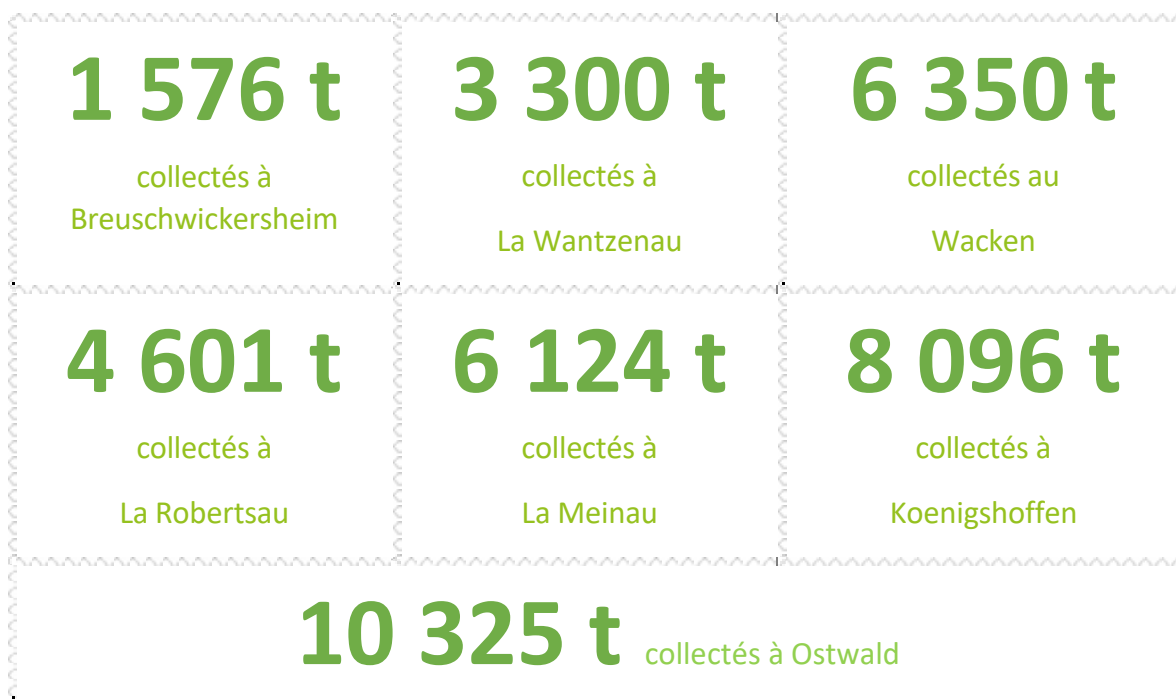 1 576 t
collectés à
Breuschwickersheim
3 300 t
collectés à
La Wantzenau
6 350 t
collectés au
Wacken
4 601 t
collectés à
La Robertsau
6 124 t
collectés à
La Meinau
8 096 t
collectés à
Koenigshoffen
10 325 t collectés à Ostwald